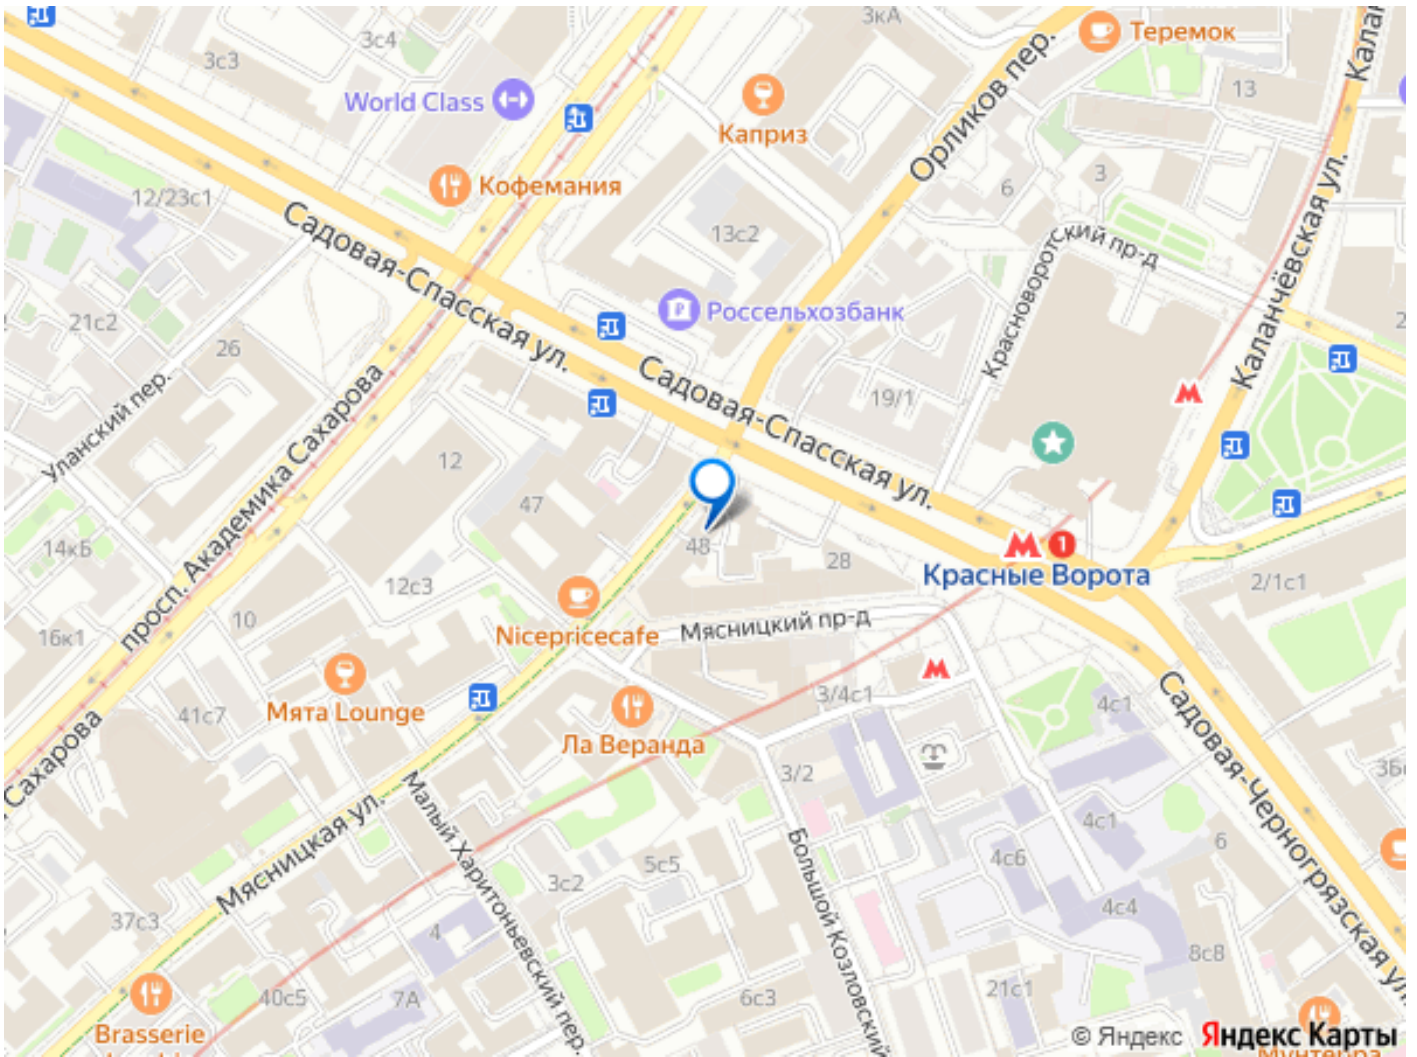 3кА
3с4
3с3
Теремок
Орликов пер.
13
World Class
Каприз
Кофемания
12/23с1
6
3
Садовая-Спасская ул.
13с2
Красноворотский пр-д
Каланчёвская ул.
Россельхозбанк
21с2
26
Садовая-Спасская ул.
19/1
Уланский пер.
просп. Академика Сахарова
12
47
14кБ
48
28
М 1
Красные Ворота
12с3
2/1с1
10
16к1
Nicepricecafe
Мясницкий пр-д
Мята Lounge
41с7
3/4с1
4с1
Ла Веранда
Сахарова
3/2
Садовая-Черногрязская ул.
Мясницкая ул.
Малый Харитоньевский пер.
4с1
6
5с5
4с6
3с2
Большой Козловский
37с3
4
4с4
8с8
40с5
7А
6с3
21с1
Brasserie
© Яндекс Яндекс Карты